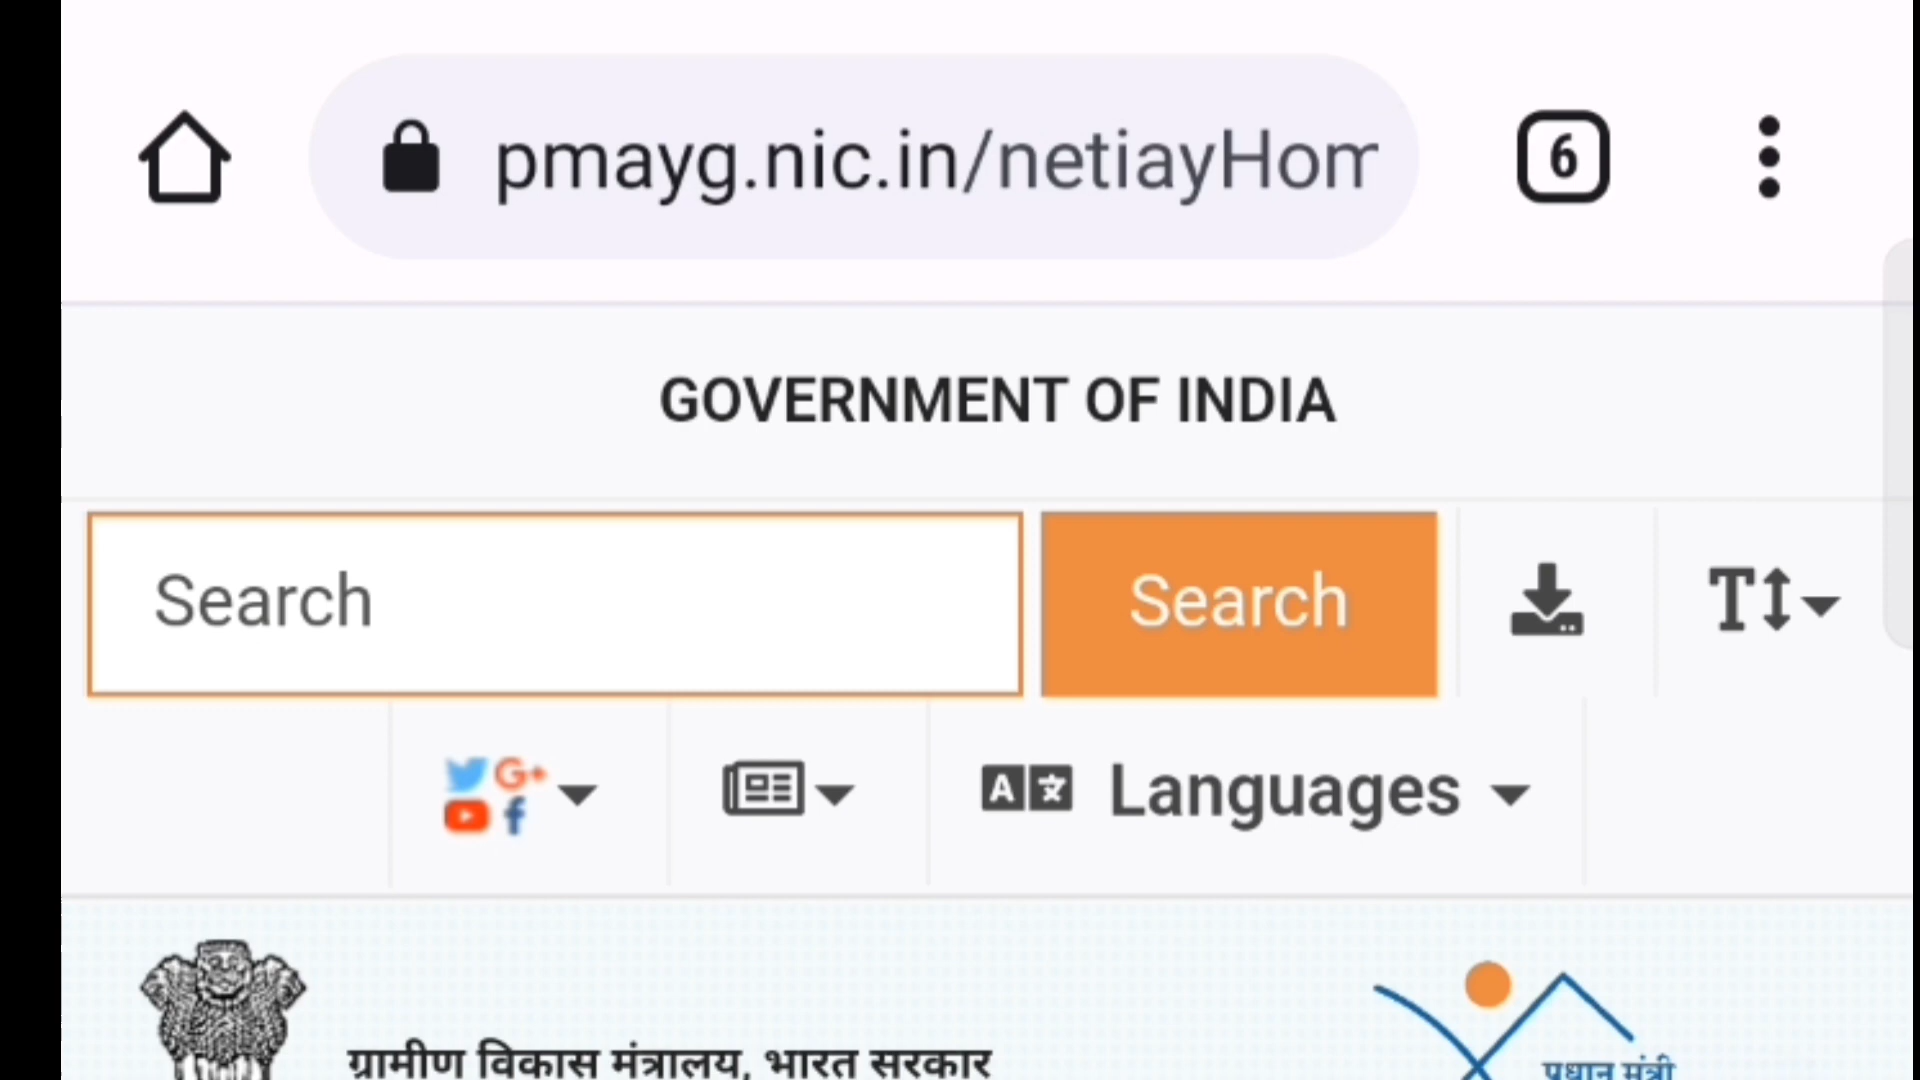 pmayg.nic.in/netiayHom
6
GOVERNMENT OF INDIA
Search
Search
Languages
ग्रामीण विकास मंत्रालय, भारत सरकार
प्रधान मंत्री